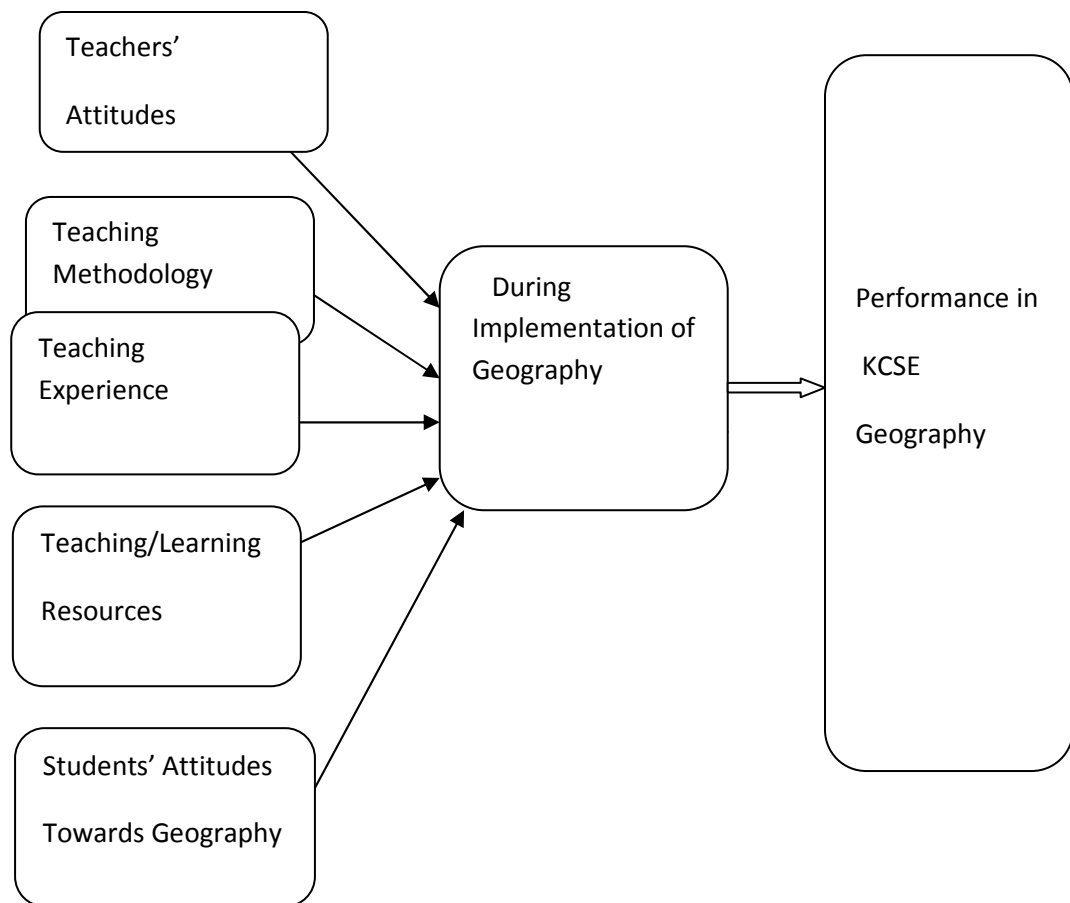 Teachers’
Attitudes
Teaching
Methodology
Teaching
Experience
Teaching/Learning
Resources
Students’ Attitudes
Towards Geography
During
Implementation of
Geography
Performance in
KCSE
Geography